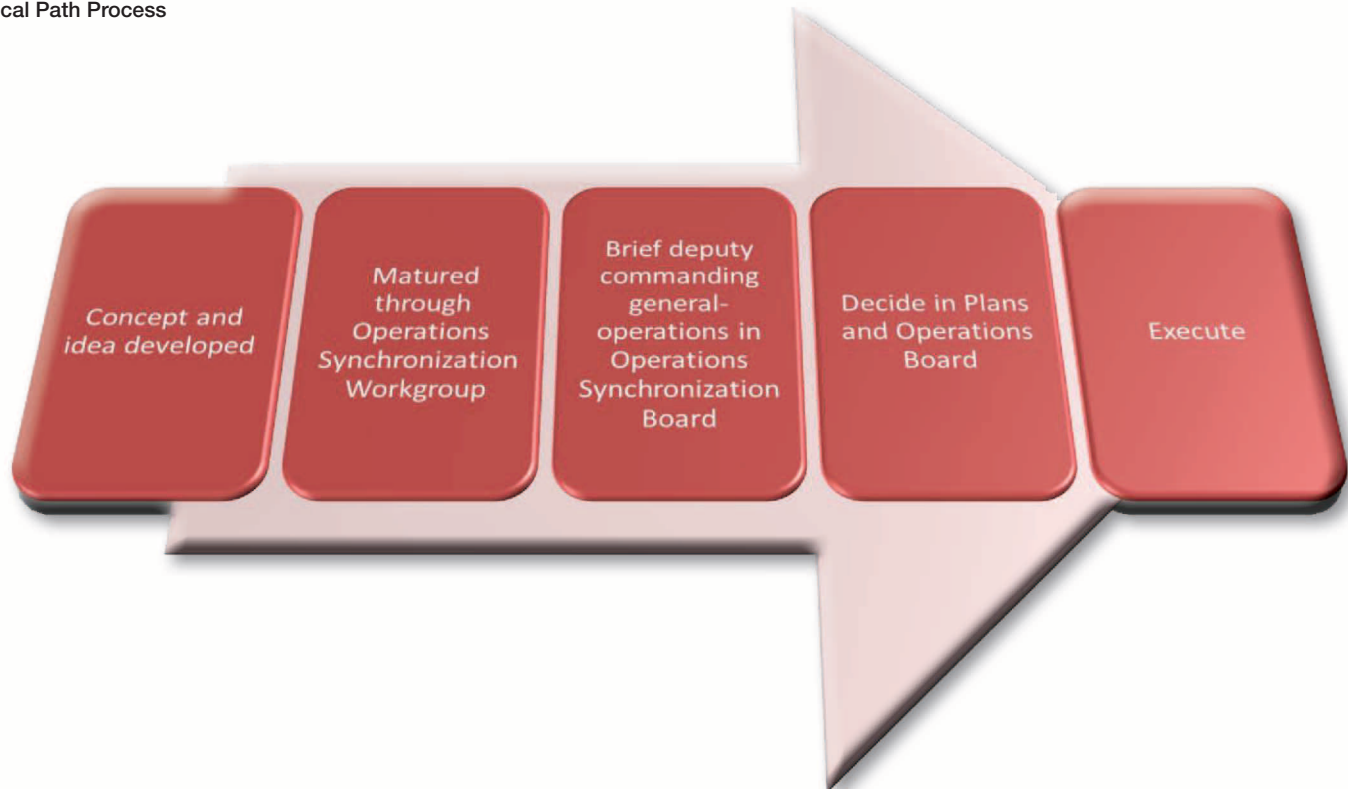 cal Path Process
Concept and
idea developed
Matured
through
Operations
Synchronization
Workgroup
Brief deputy
commanding
general-
operations in
Operations
Synchronization
Board
Decide in Plans
and Operations
Board
Execute